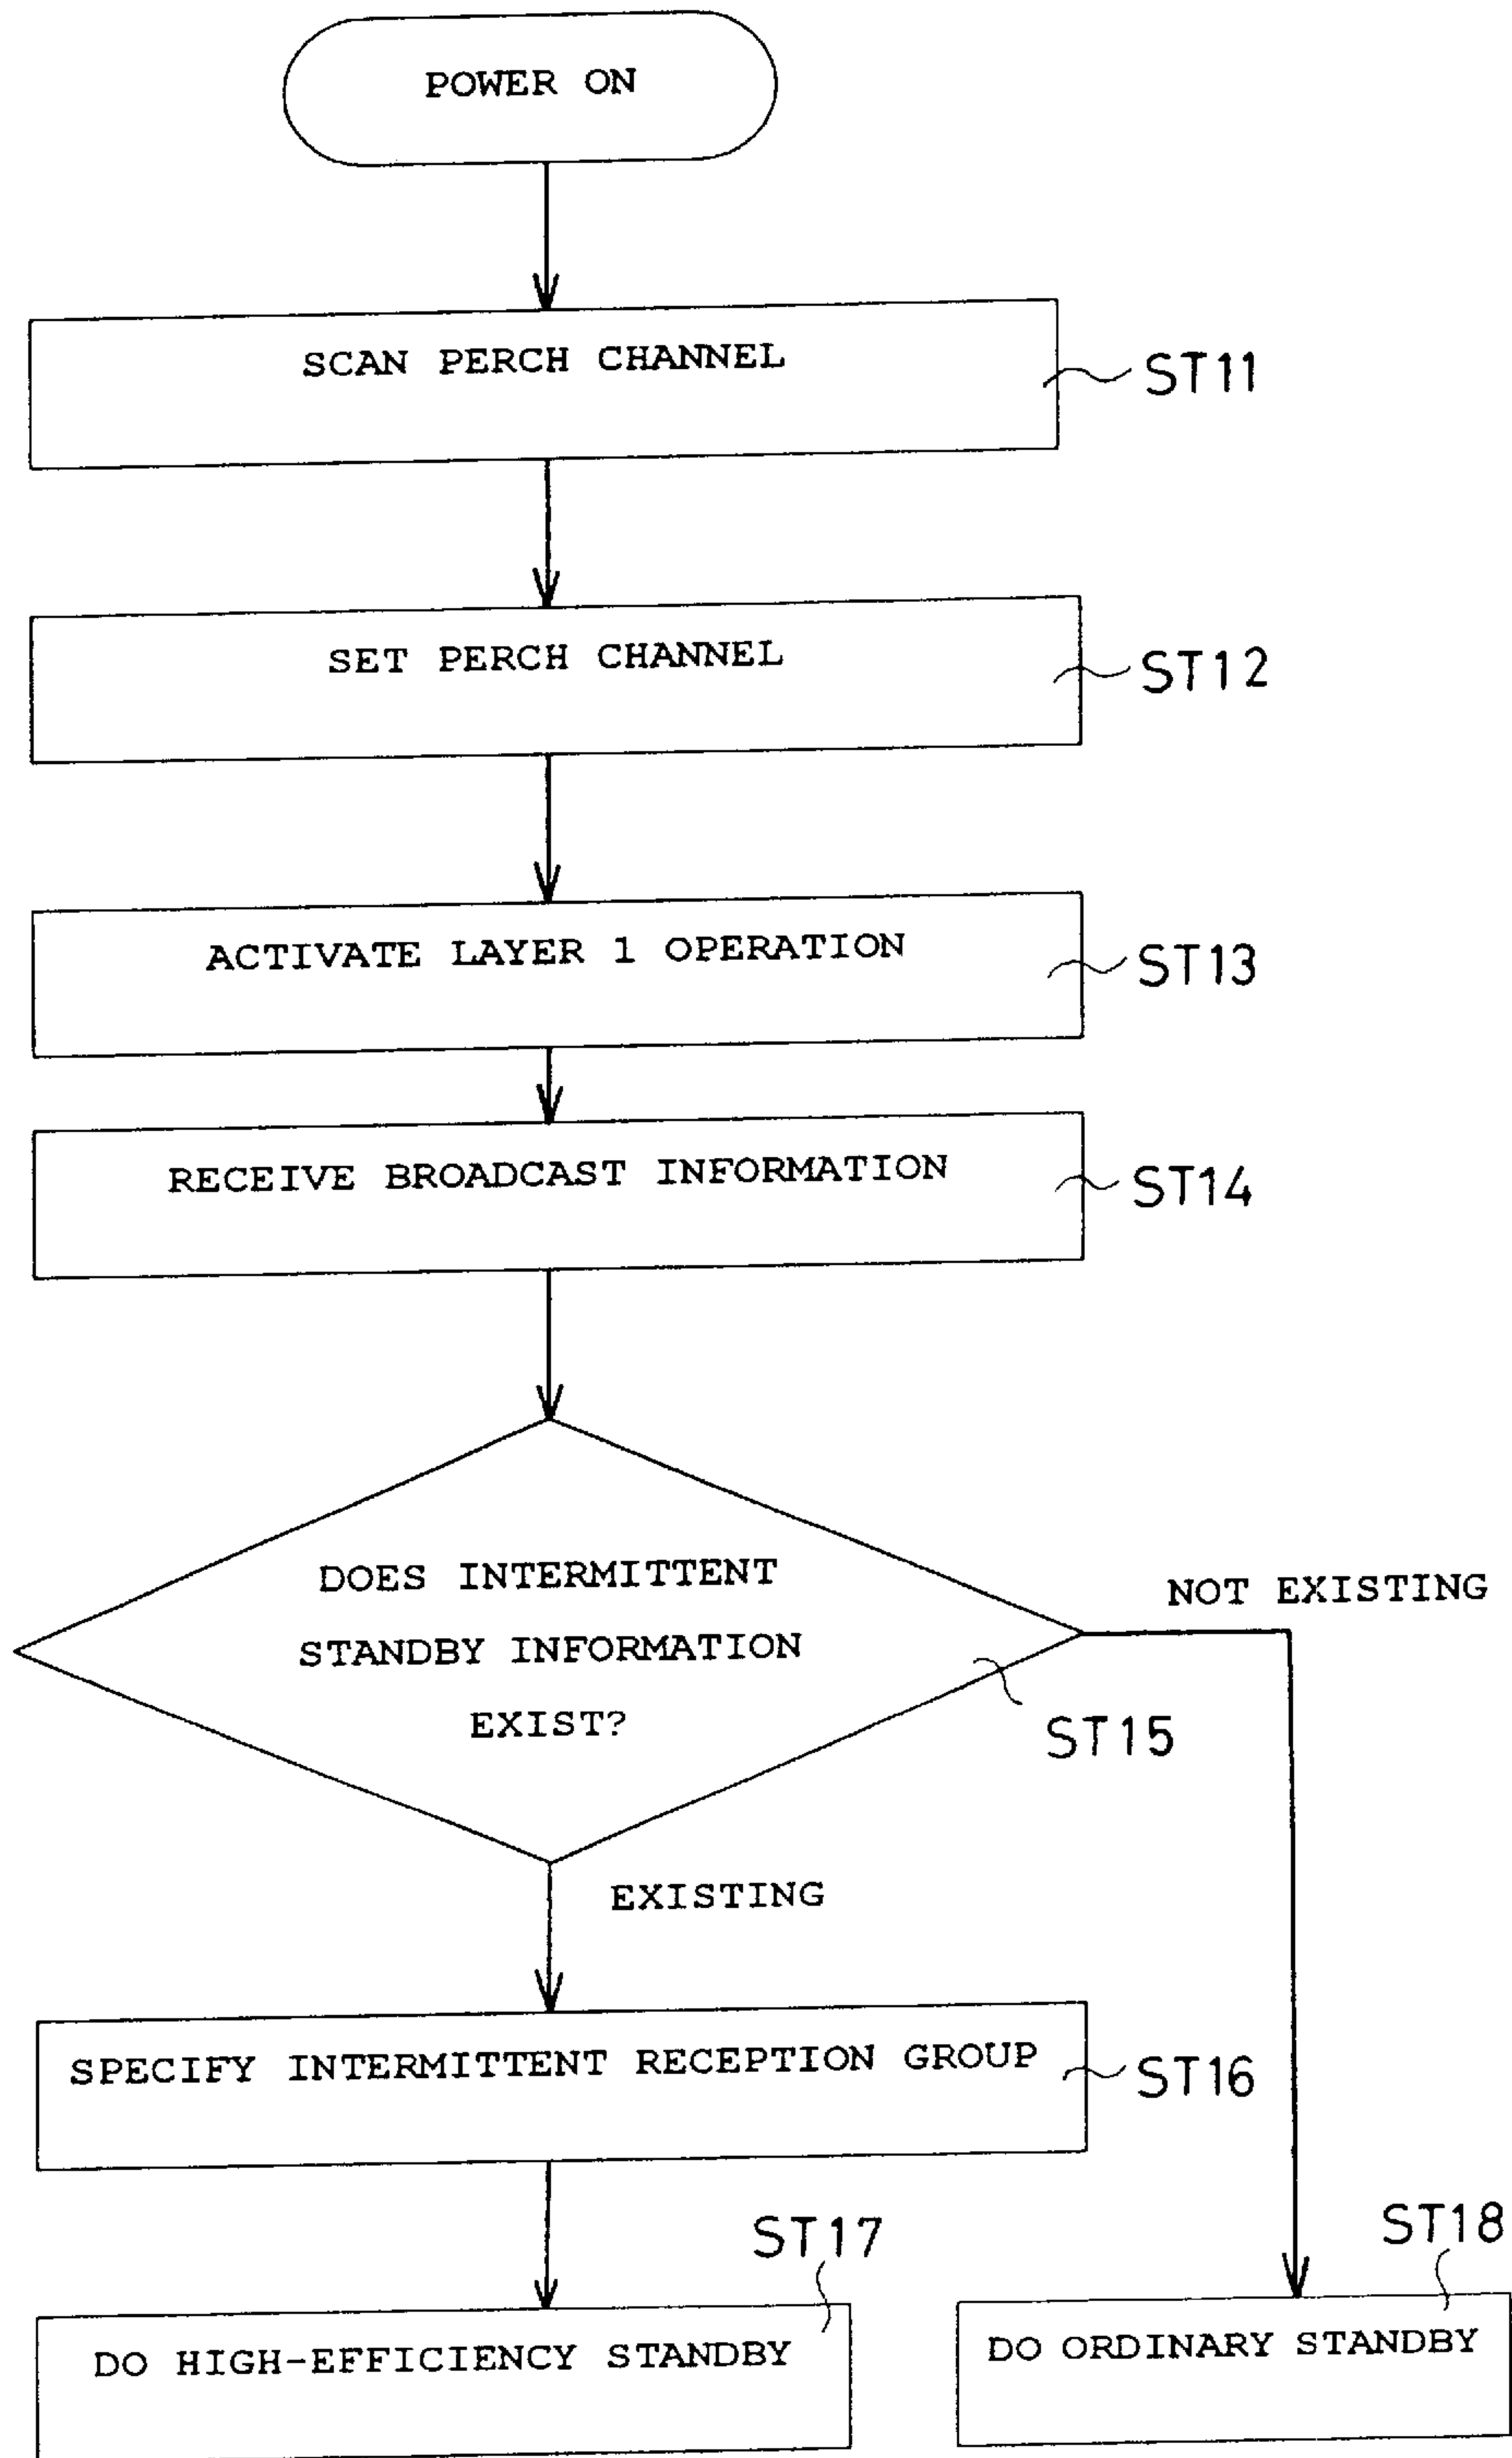 POWER ON
SCAN PERCH CHANNEL
ST11
SET PERCH CHANNEL
ST12
ACTIVATE LAYER 1 OPERATION
ST13
RECEIVE BROADCAST INFORMATION
ST14
DOES INTERMITTENT
STANDBY INFORMATION
EXIST?
NOT EXISTING
ST15
EXISTING
SPECIFY INTERMITTENT RECEPTION GROUP
ST16
ST17
DO HIGH-EFFICIENCY STANDBY
ST18
DO ORDINARY STANDBY